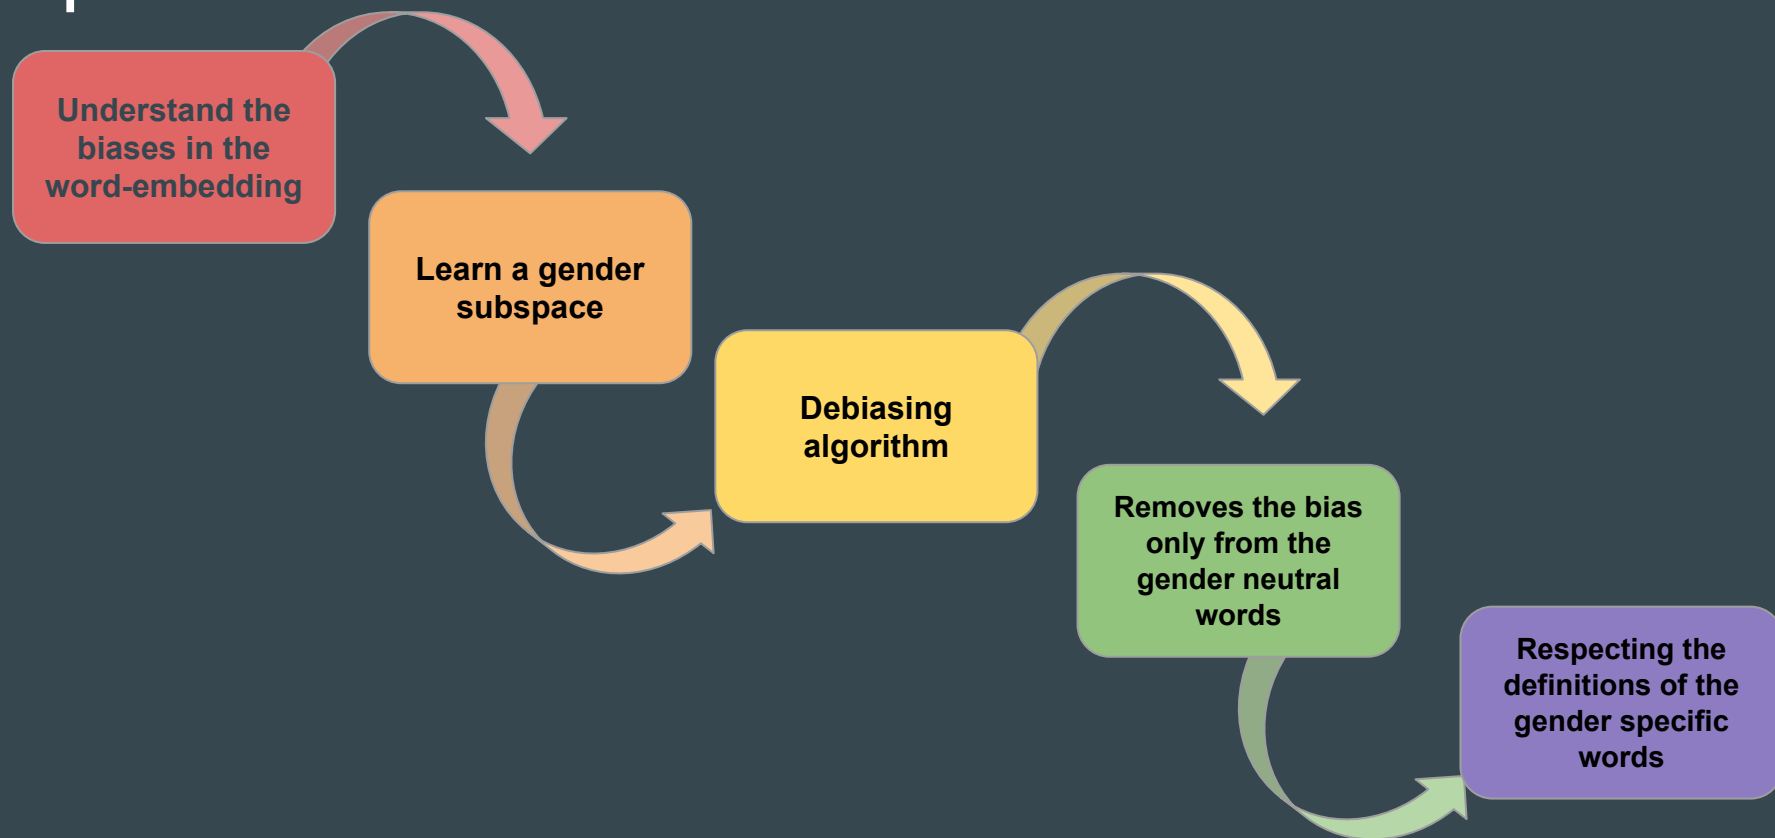 Understand the
biases in the
word-embedding
Learn a gender
subspace
Debiasing
algorithm
Removes the bias
only from the
gender neutral
words
Respecting the
definitions of the
gender specific
words